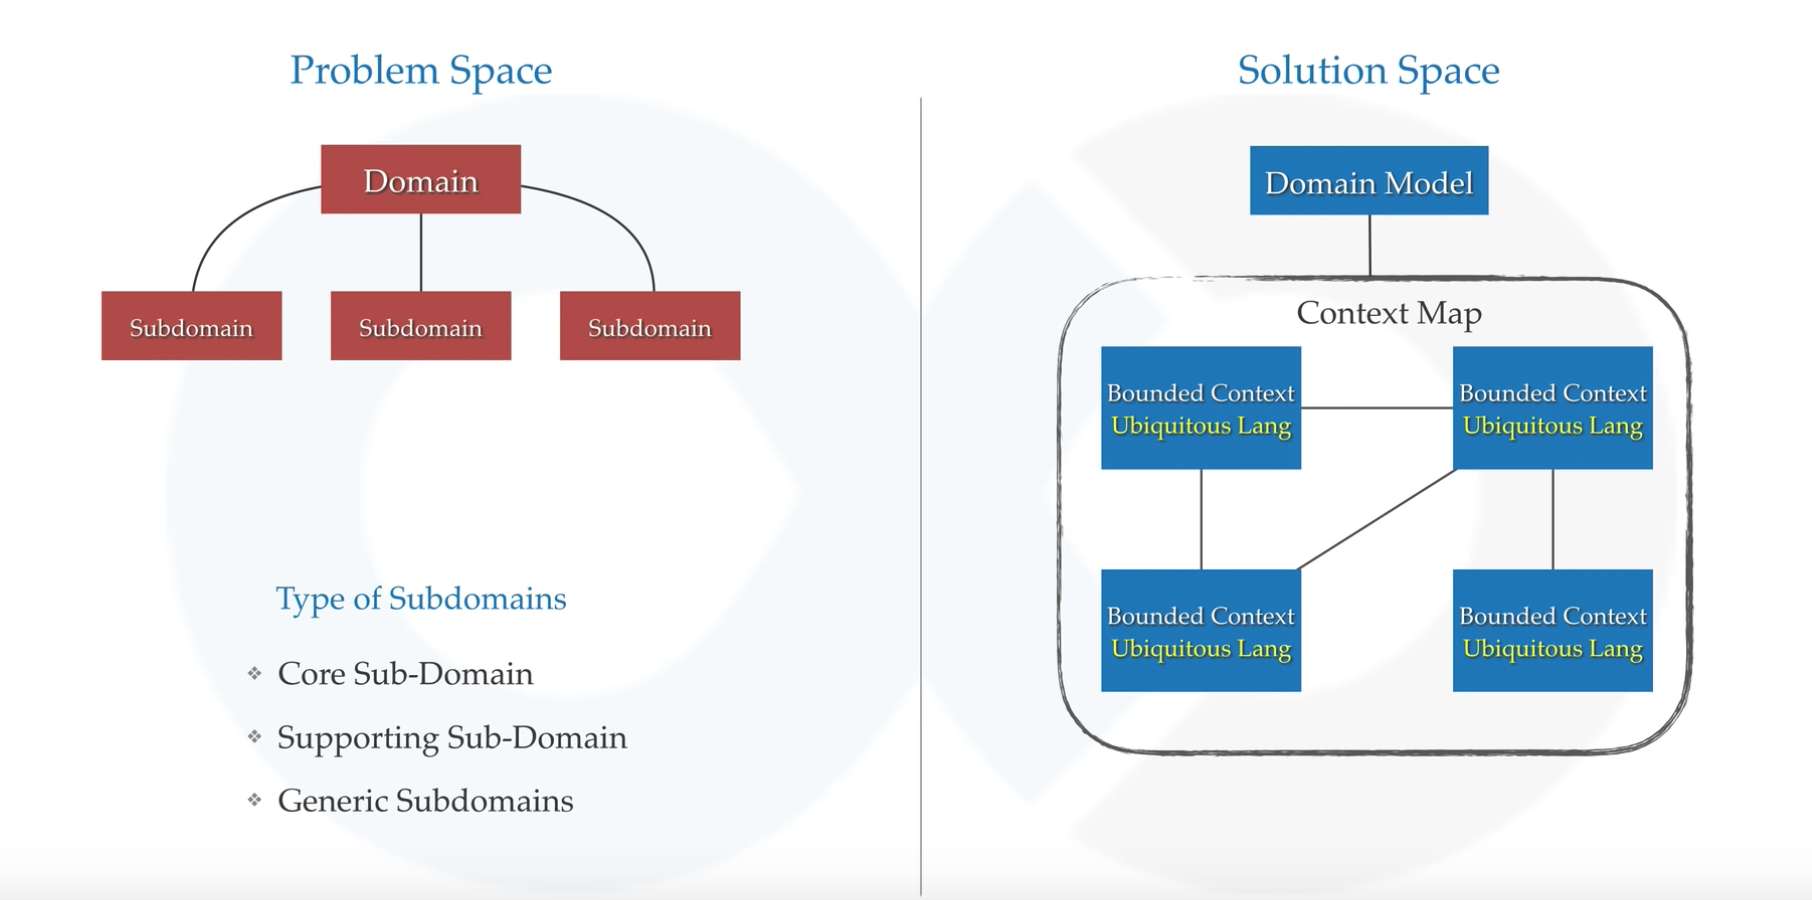 Problem Space
Domain
Subdomain
Subdomain
Subdomain
Type of Subdomains
Core Sub-Domain
Supporting Sub-Domain
Generic Subdomains
Solution Space
Domain Model
Context Map
Bounded Context
Ubiquitous Lang
Bounded Context
Ubiquitous Lang
Bounded Context
Ubiquitous Lang
Bounded Context
Ubiquitous Lang